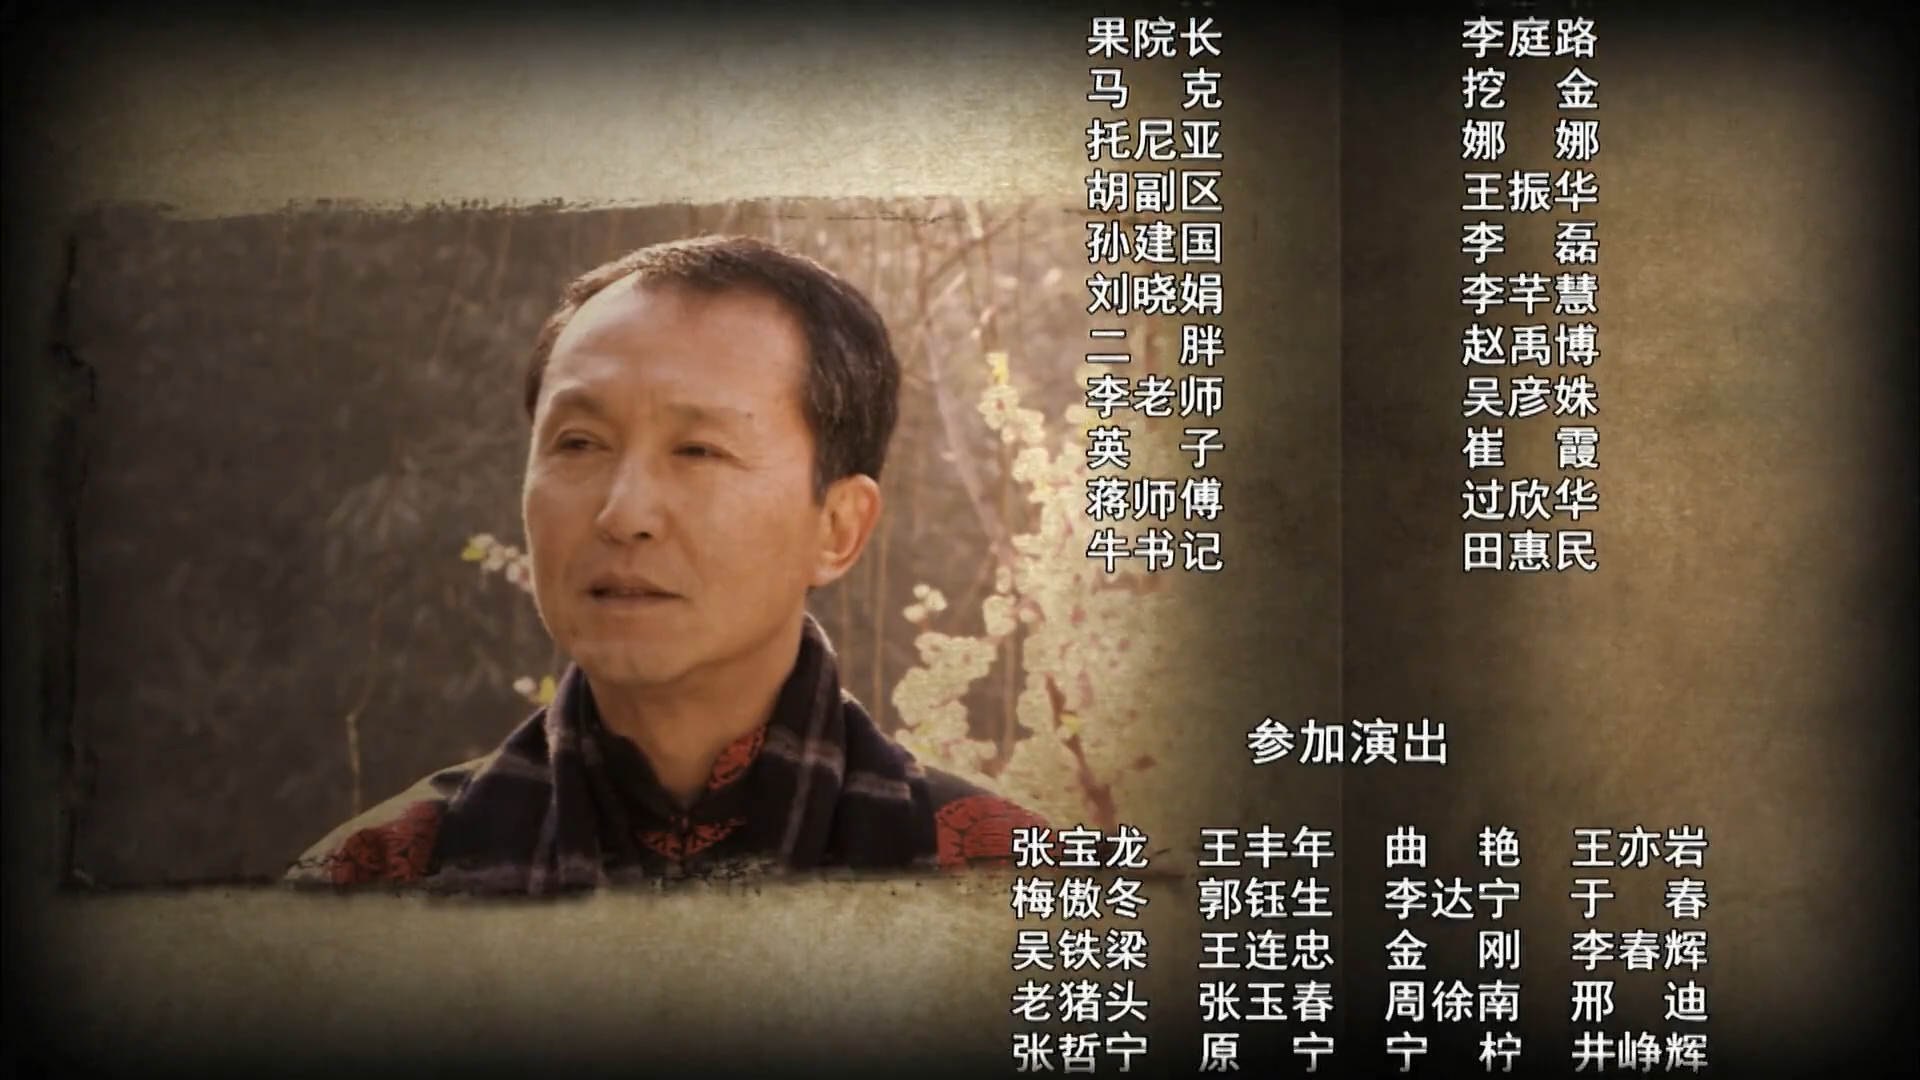 果院长 李庭路
马 克 挖 金
托尼亚 娜 娜
胡副区 王振华
孙建国 李 磊
刘晓娟 李芊慧
二 胖 赵禹博
李老师 吴彦姝
英 子 崔 霞
蒋师傅 过欣华
牛书记 田惠民
参加演出
张宝龙 王丰年 曲 艳 王亦岩
梅傲冬 郭钰生 李达宁 于 春
吴铁梁 王连忠 金 刚 李春辉
老猪头 张玉春 周徐南 邢 迪
张哲宁 原 宁 宁 柠 井峥辉